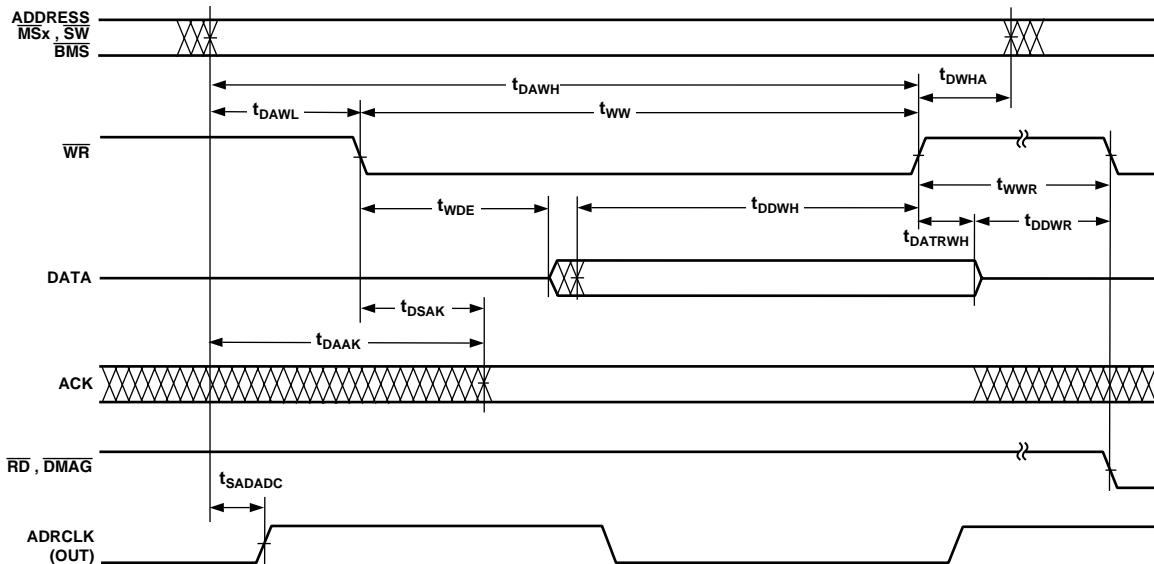 ADDRESS
MSx , SW
BMS
tDAWH
tDWHA
tDAWL
tWW
WR
tWWR
tWDE
tDDWH
tDATRWH
tDDWR
DATA
tDSAK
tDAAK
ACK
RD , DMAG
tSADADC
ADRCLK
(OUT)